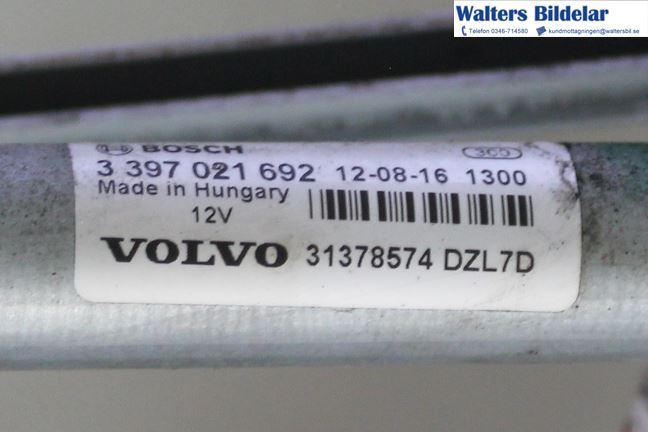 Walters Bildelar
Telefon 0346-714580 kundmottagningen@waltersbil.se
BOSCH
3 397 021 692 12-08-16 1300
Made in Hungary
12V
VOLVO 31378574 DZL7D